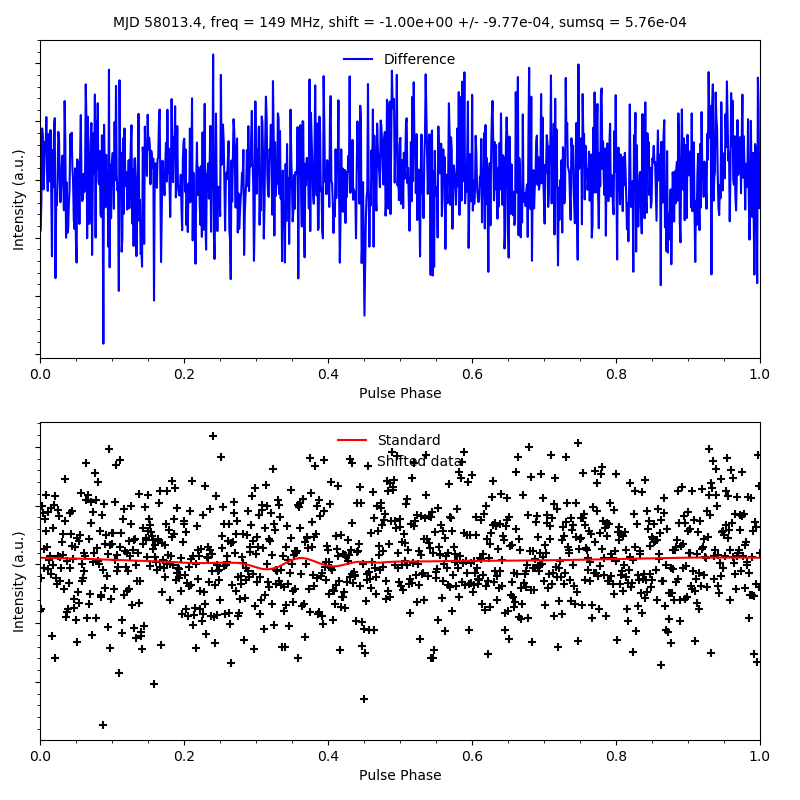 MJD 58013.4, freq = 149 MHz, shift = -1.00e+00 +/- -9.77e-04, sumsq = 5.76e-04
Difference
Intensity (a.u.)
0.0 0.2 0.4 0.6 0.8 1.0
Pulse Phase
Standard
Shifted data
Intensity (a.u.)
0.0 0.2 0.4 0.6 0.8 1.0
Pulse Phase